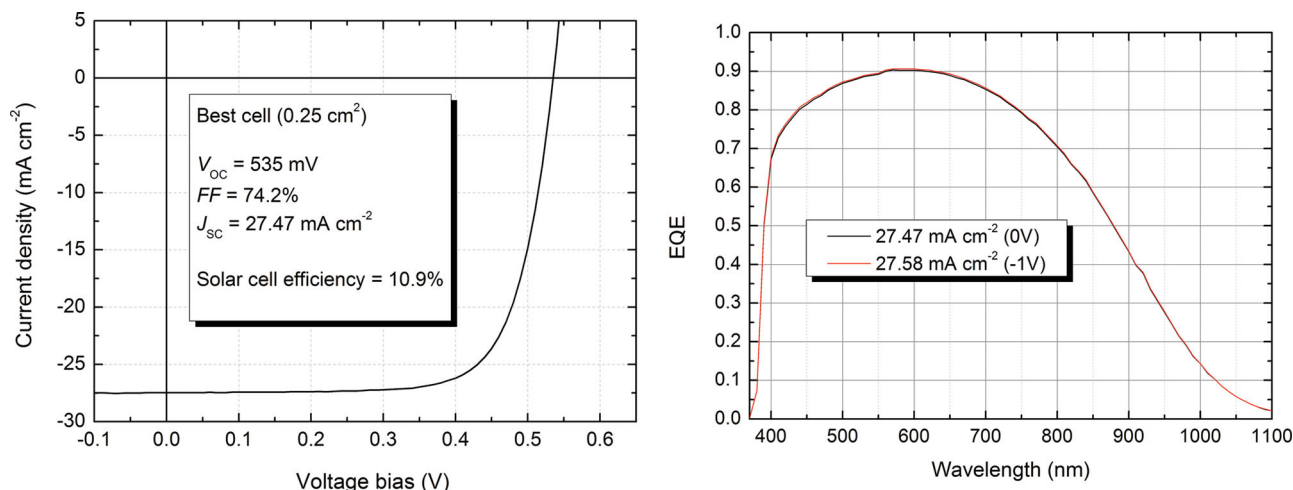 5
0
-5
-10
-15
-20
-25
-30
-0.1 0.0 0.1 0.2 0.3 0.4 0.5 0.6
Current density (mA cm-2)
Voltage bias (V)
Best cell (0.25 cm2)
VOC = 535 mV
FF = 74.2%
JSC = 27.47 mA cm-2
Solar cell efficiency = 10.9%
1.0
0.9
0.8
0.7
0.6
0.5
0.4
0.3
0.2
0.1
0.0
400 500 600 700 800 900 1000 1100
EQE
Wavelength (nm)
27.47 mA cm-2 (0V)
27.58 mA cm-2 (-1V)